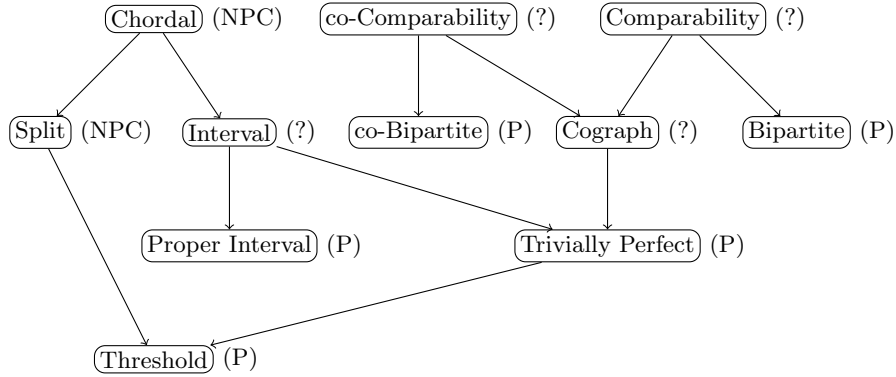 Chordal (NPC) co-Comparability (?) Comparability (?)
Split (NPC) Interval (?) co-Bipartite (P) Cograph (?) Bipartite (P)
Proper Interval (P) Trivially Perfect (P)
Threshold (P)